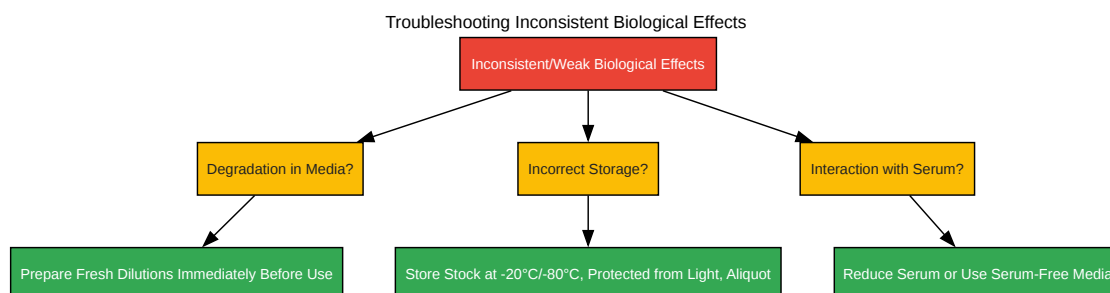 Troubleshooting Inconsistent Biological Effects
Inconsistent/Weak Biological Effects
Degradation in Media?
Incorrect Storage?
Interaction with Serum?
Prepare Fresh Dilutions Immediately Before Use
Store Stock at -20°C/-80°C, Protected from Light, Aliquot
Reduce Serum or Use Serum-Free Media